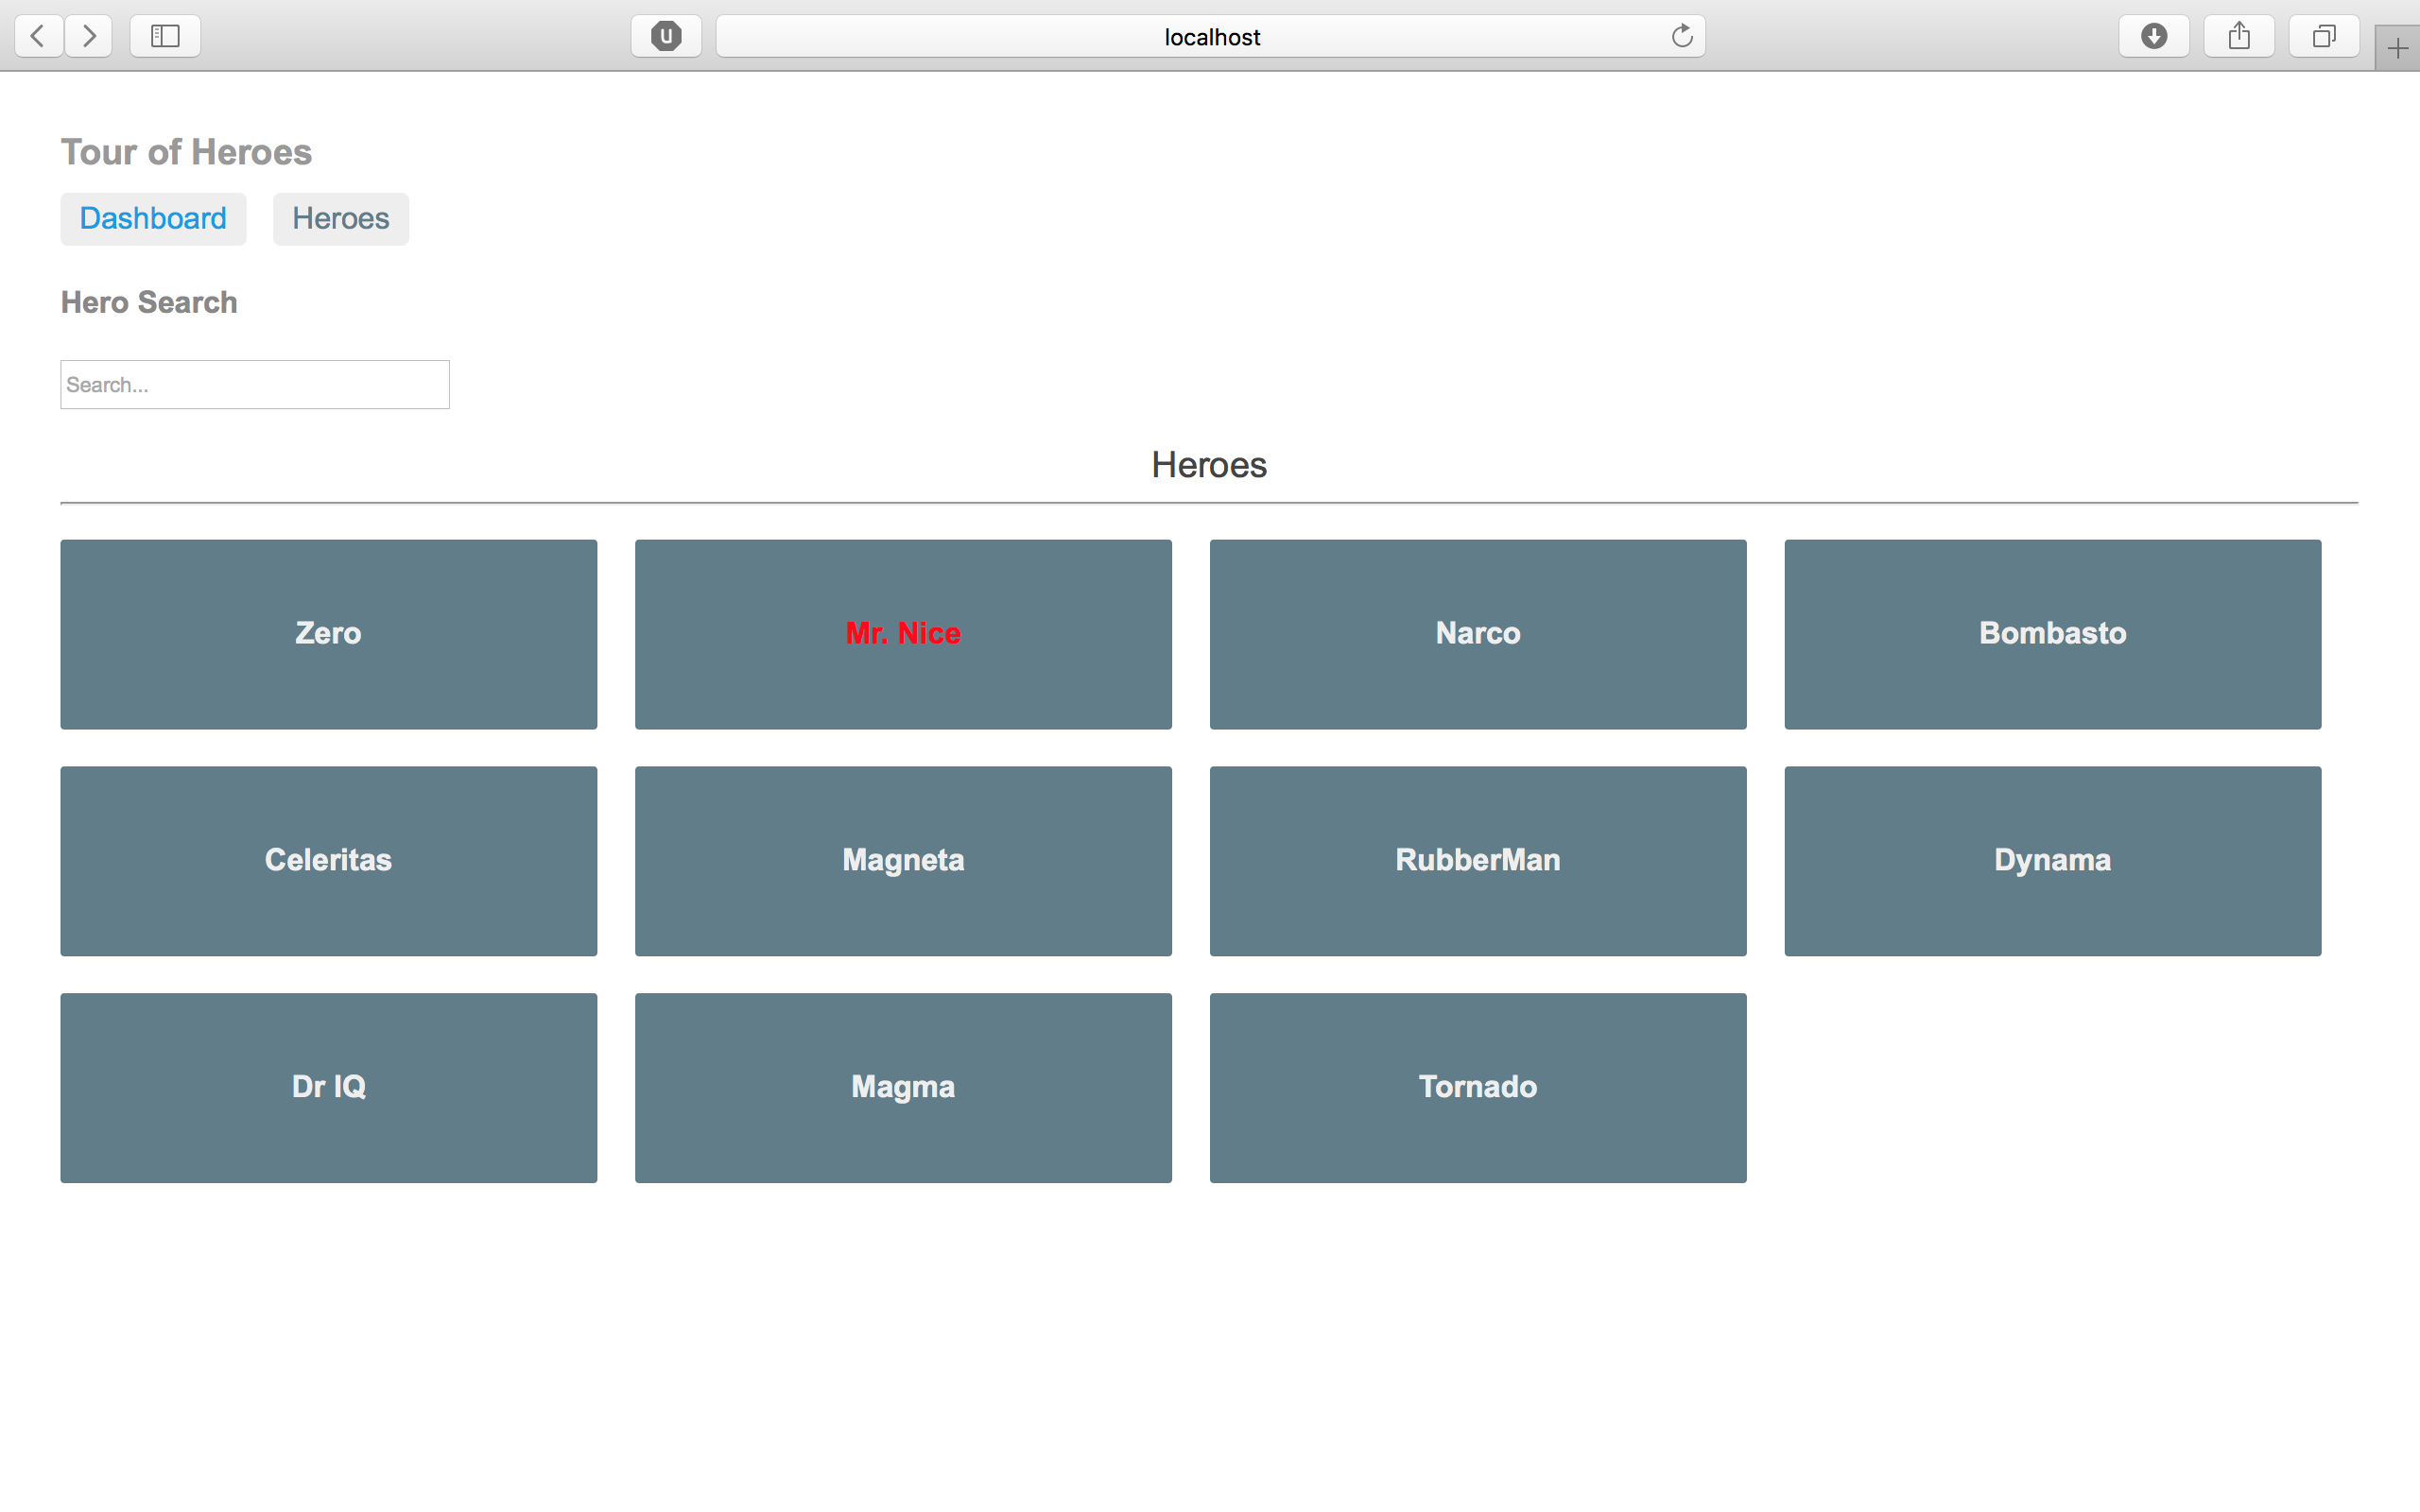 localhost
Tour of Heroes
Dashboard Heroes
Hero Search
Search...
Heroes
Zero Mr. Nice Narco Bombasto
Celeritas Magneta RubberMan Dynama
Dr IQ Magma Tornado